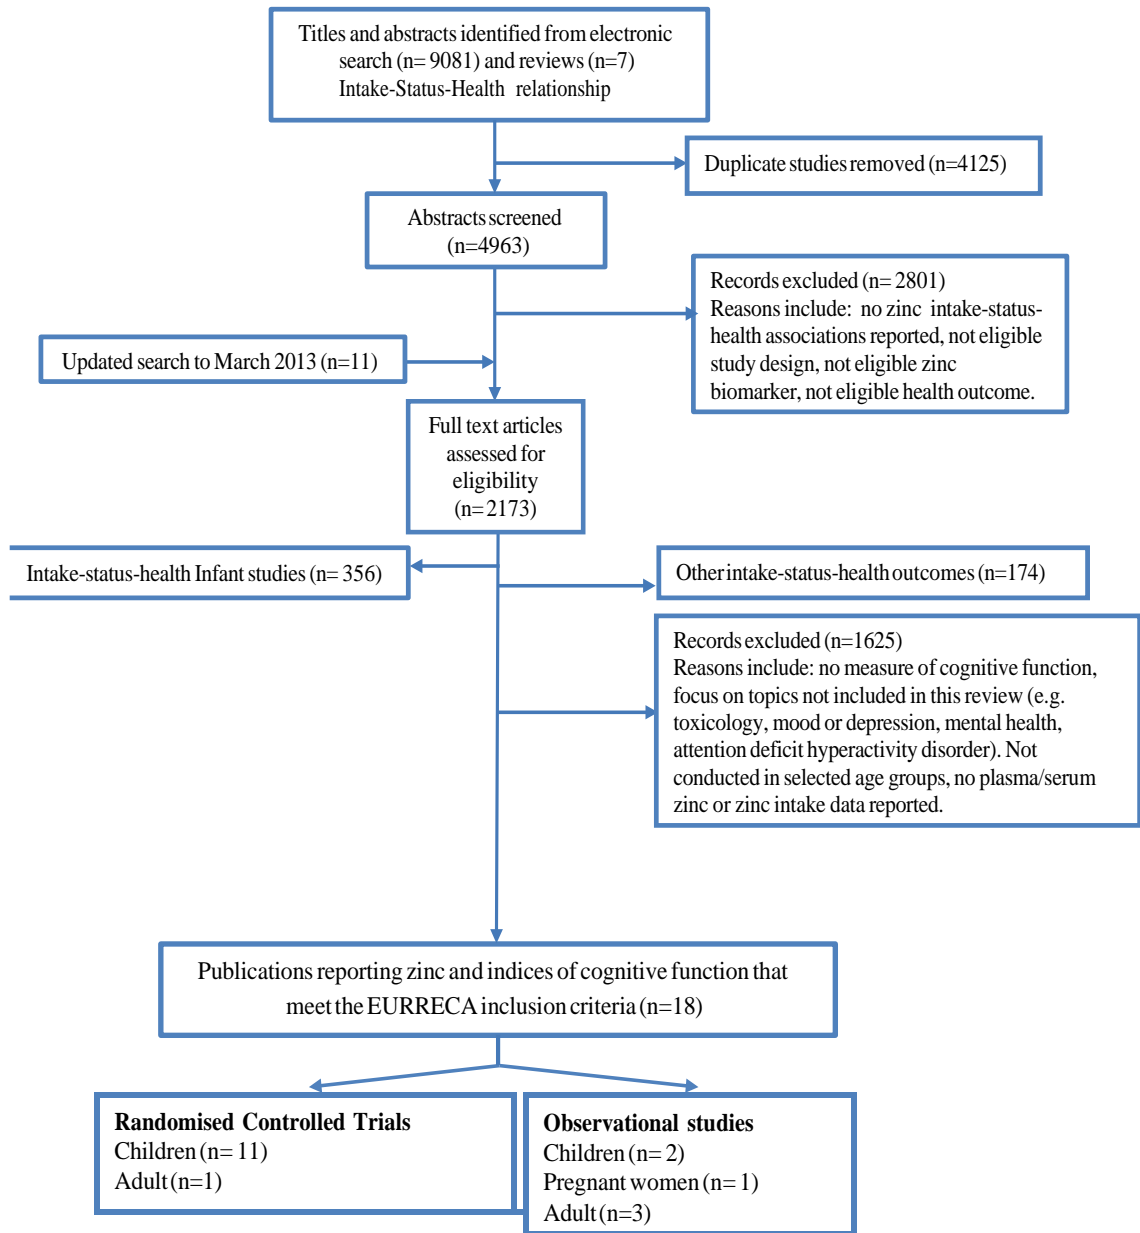 Titles and abstracts identified from electronic
search (n= 9081) and reviews (n=7)
Intake-Status-Health relationship
Duplicate studies removed (n=4125)
Abstracts screened
(n=4963)
Records excluded (n= 2801)
Reasons include: no zinc intake-status-
health associations reported, not eligible
study design, not eligible zinc
biomarker, not eligible health outcome.
Updated search to March 2013 (n=11)
Full text articles
assessed for
eligibility
(n=2173)
Intake-status-health Infant studies (n= 356)
Other intake-status-health outcomes (n=174)
Records excluded (n=1625)
Reasons include: no measure of cognitive function,
focus on topics not included in this review (e.g.
toxicology, mood or depression, mental health,
attention deficit hyperactivity disorder). Not
conducted in selected age groups, no plasma/serum
zinc or zinc intake data reported.
Publications reporting zinc and indices of cognitive function that
meet the EURRECA inclusion criteria (n=18)
Randomised Controlled Trials
Children (n= 11)
Adult (n=1)
Observational studies
Children (n= 2)
Pregnant women (n= 1)
Adult (n=3)